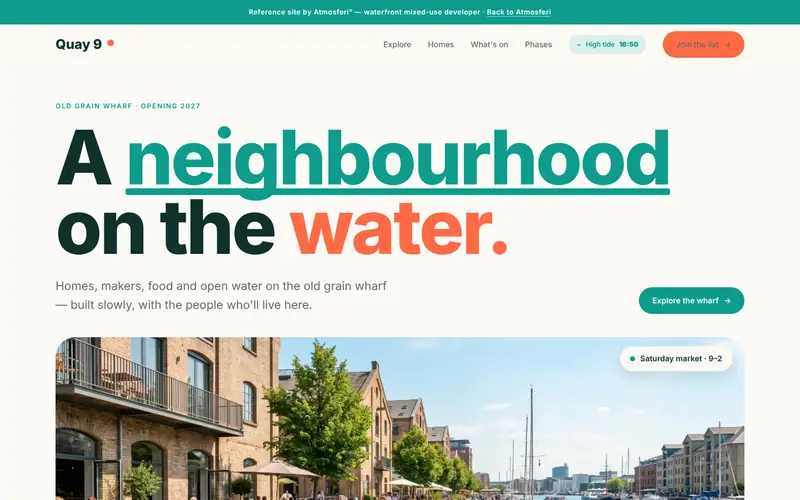 Reference site by Atmosferi° — waterfront mixed-use developer · Back to Atmosferi
Quay 9
Explore
Homes
What's on
Phases
~ High tide 16:50
Join the list →
OLD GRAIN WHARF · OPENING 2027
A neighbourhood
on the water.
Homes, makers, food and open water on the old grain wharf
— built slowly, with the people who'll live here.
Explore the wharf →
Saturday market · 9–2